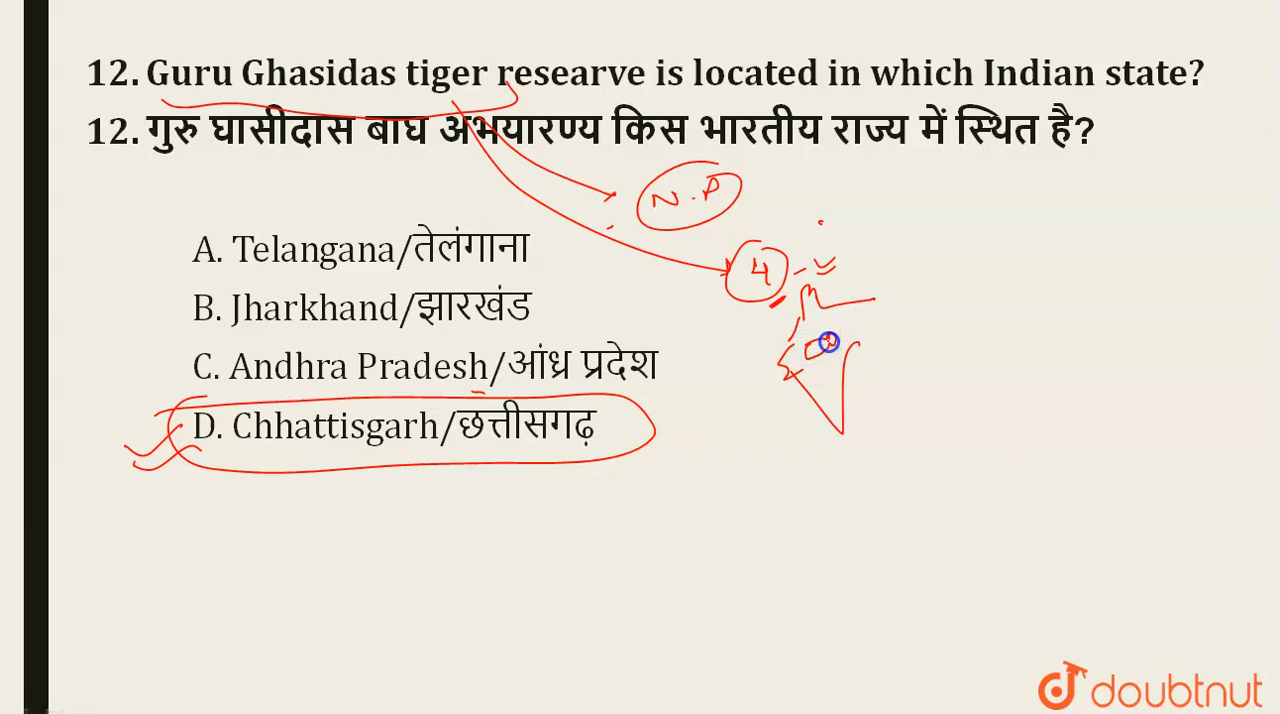 12. Guru Ghasidas tiger researve is located in which Indian state?
12. गुरु घासीदास बाघ अभयारण्य किस भारतीय राज्य में स्थित है?
N.P
A. Telangana/तेलंगाना
4
B. Jharkhand/झारखंड
C. Andhra Pradesh/आंध्र प्रदेश
D. Chhattisgarh/छत्तीसगढ़
doubtnut